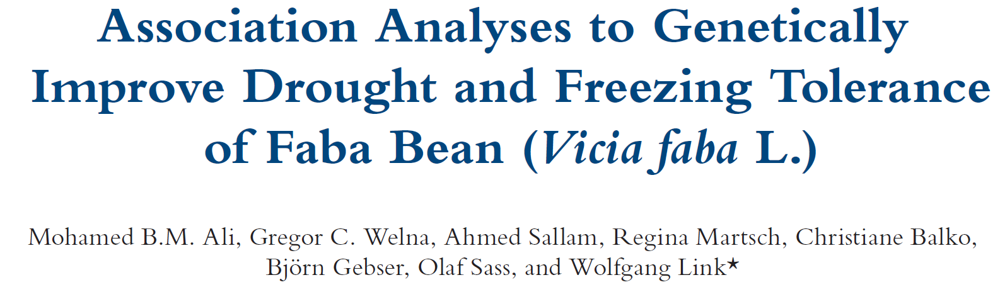 Association Analyses to Genetically
Improve Drought and Freezing Tolerance
of Faba Bean (Vicia faba L.)
Mohamed B.M. Ali, Gregor C. Welna, Ahmed Sallam, Regina Martsch, Christiane Balko,
Björn Gebser, Olaf Sass, and Wolfgang Link★